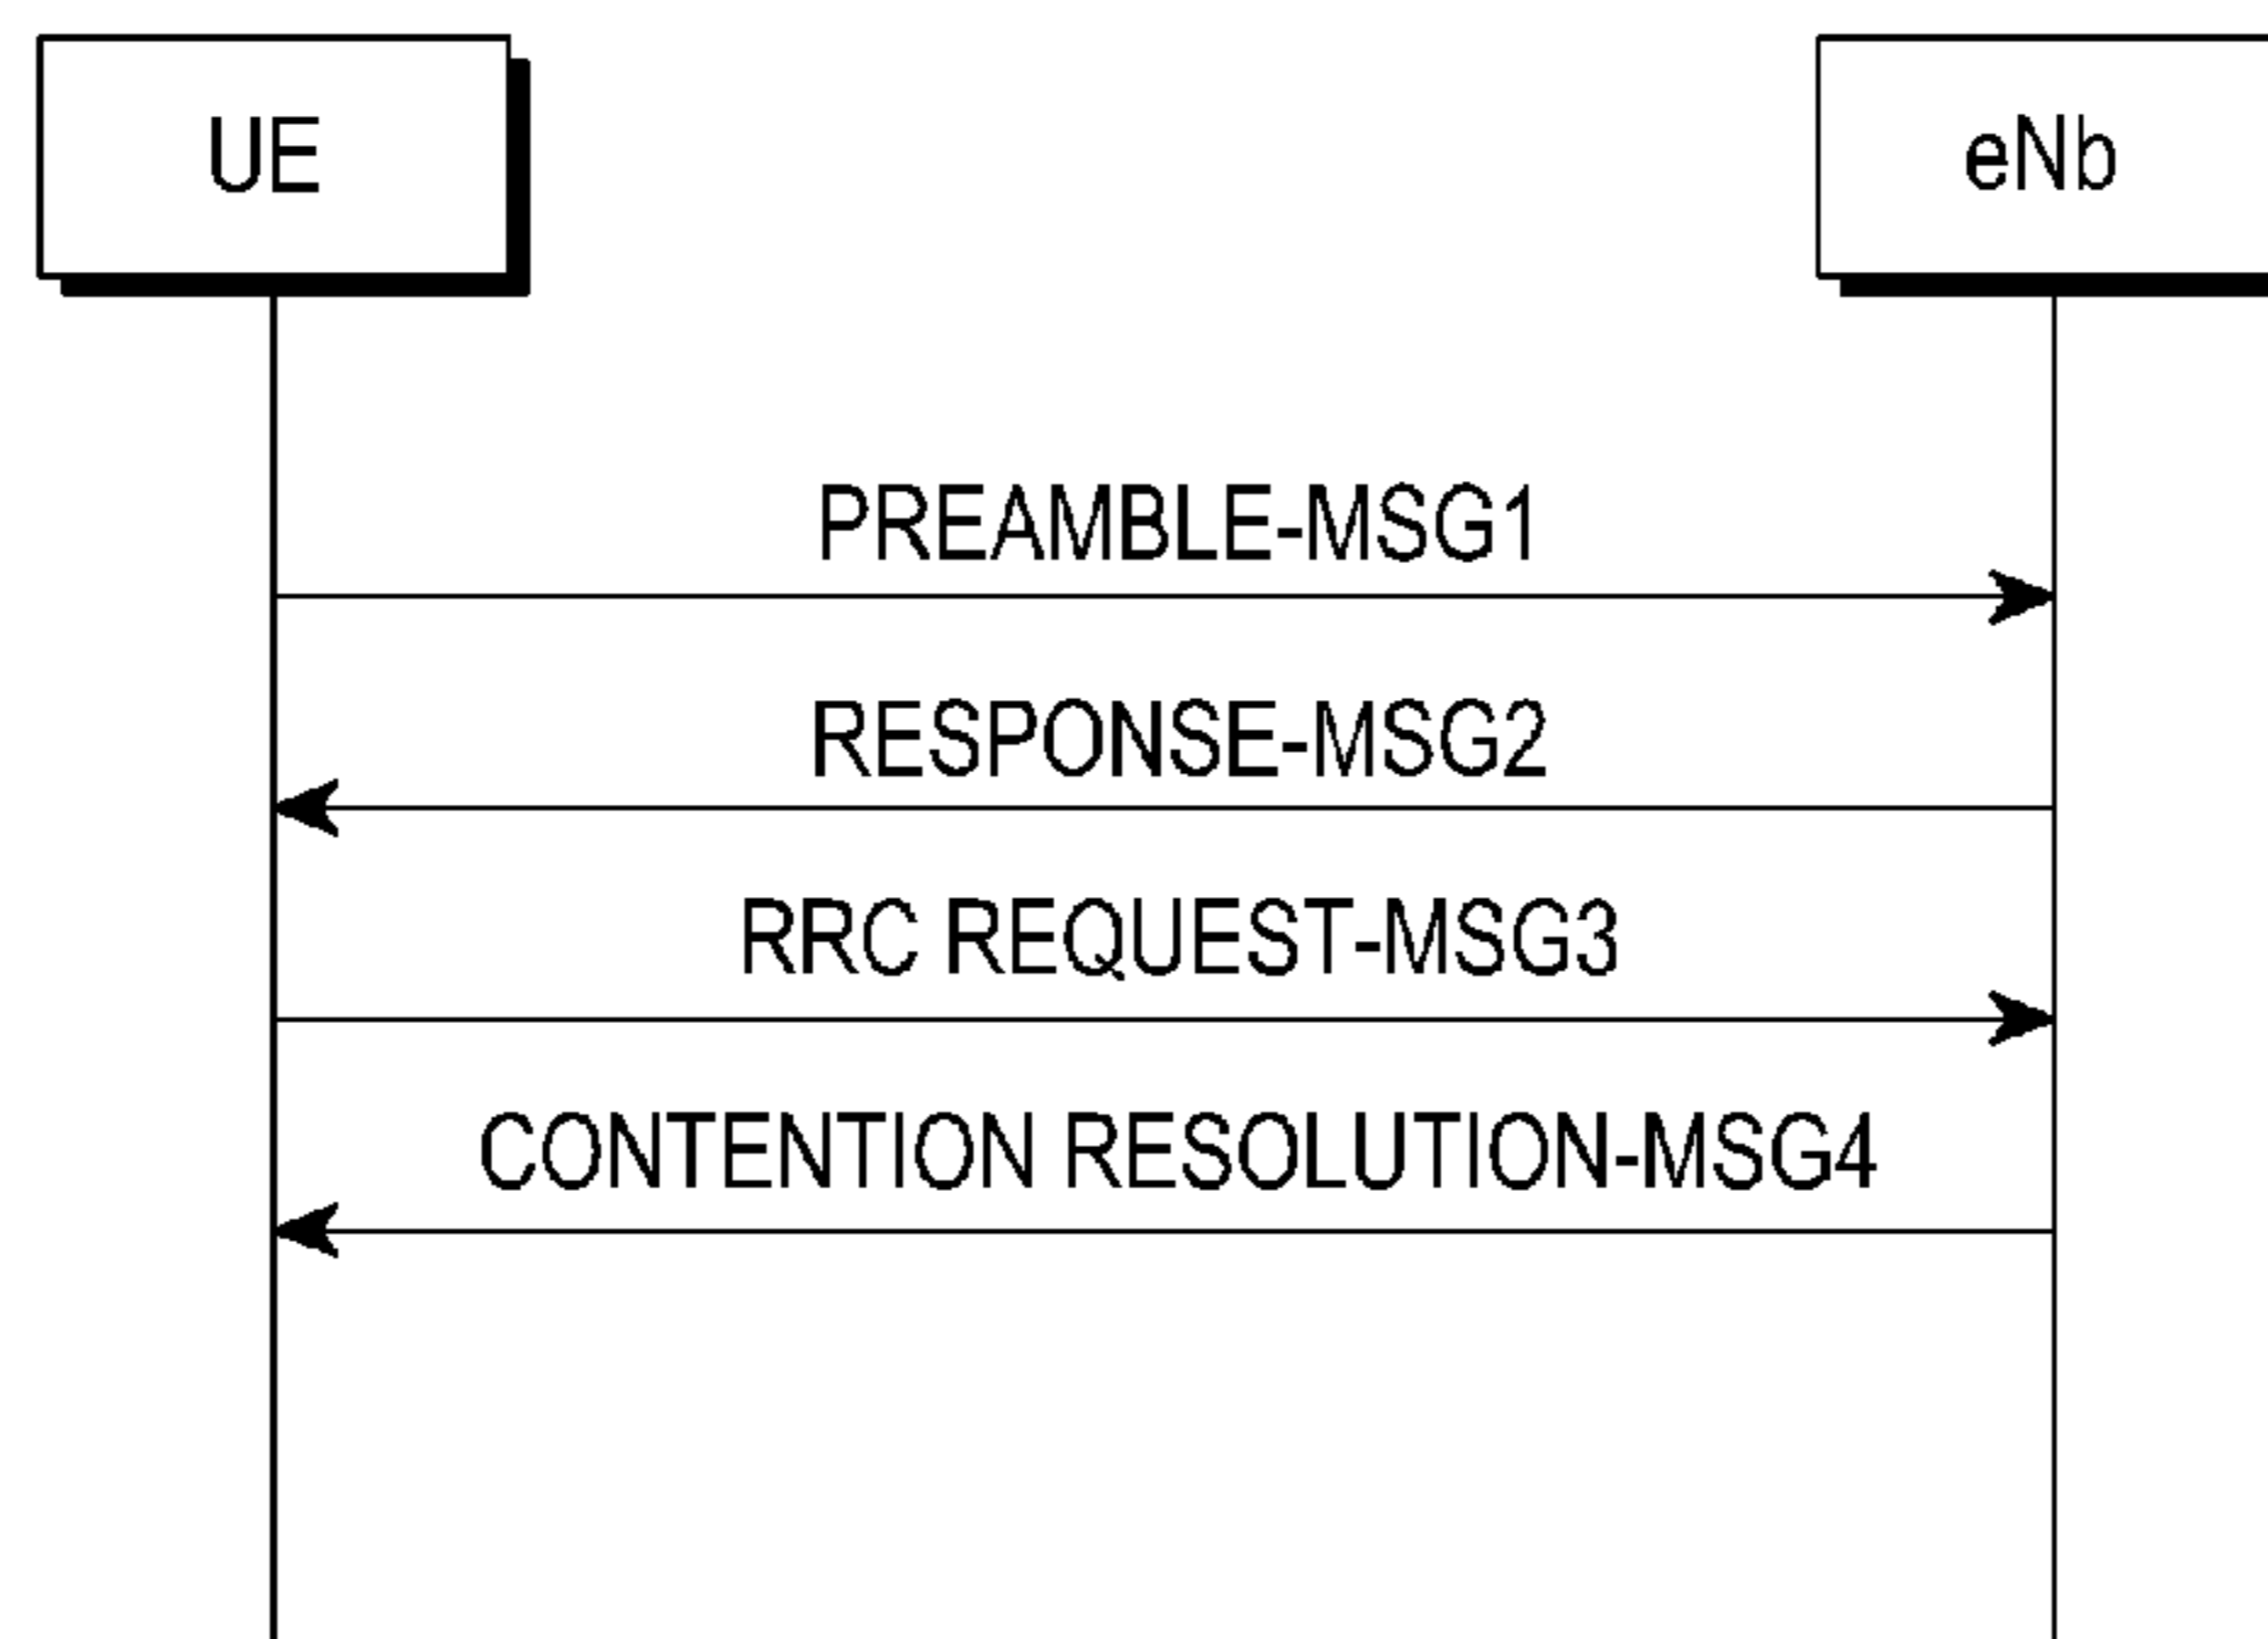 UE
eNb
PREAMBLE-MSG1
RESPONSE-MSG2
RRC REQUEST-MSG3
CONTENTION RESOLUTION-MSG4